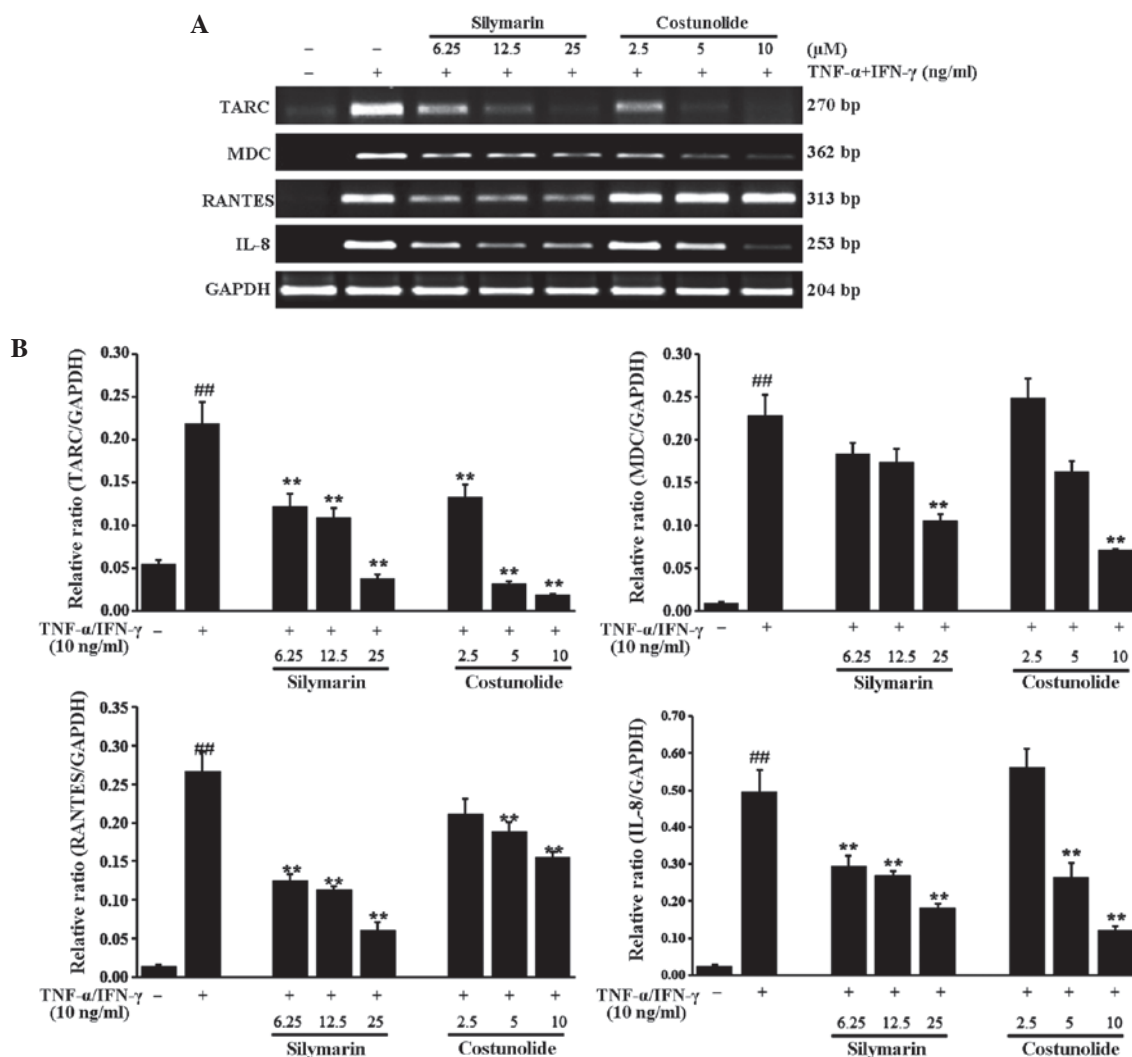 A
Silymarin Costunolide
– – 6.25 12.5 25 2.5 5 10 (μM)
– + + + + + + + TNF-α+IFN-γ (ng/ml)
TARC 270 bp
MDC 362 bp
RANTES 313 bp
IL-8 253 bp
GAPDH 204 bp
B
Relative ratio (TARC/GAPDH)
0.30
0.25
0.20
0.15
0.10
0.05
0.00
## ** ** ** ** ** **
TNF-α/IFN-γ – + + + + + + +
(10 ng/ml)
6.25 12.5 25 2.5 5 10
Silymarin Costunolide
Relative ratio (MDC/GAPDH)
0.30
0.25
0.20
0.15
0.10
0.05
0.00
## ** **
TNF-α/IFN-γ – + + + + + + +
(10 ng/ml)
6.25 12.5 25 2.5 5 10
Silymarin Costunolide
Relative ratio (RANTES/GAPDH)
0.35
0.30
0.25
0.20
0.15
0.10
0.05
0.00
## ** ** ** ** **
TNF-α/IFN-γ – + + + + + + +
(10 ng/ml)
6.25 12.5 25 2.5 5 10
Silymarin Costunolide
Relative ratio (IL-8/GAPDH)
0.70
0.60
0.50
0.40
0.30
0.20
0.10
0.00
## ** ** ** ** **
TNF-α/IFN-γ – + + + + + + +
(10 ng/ml)
6.25 12.5 25 2.5 5 10
Silymarin Costunolide